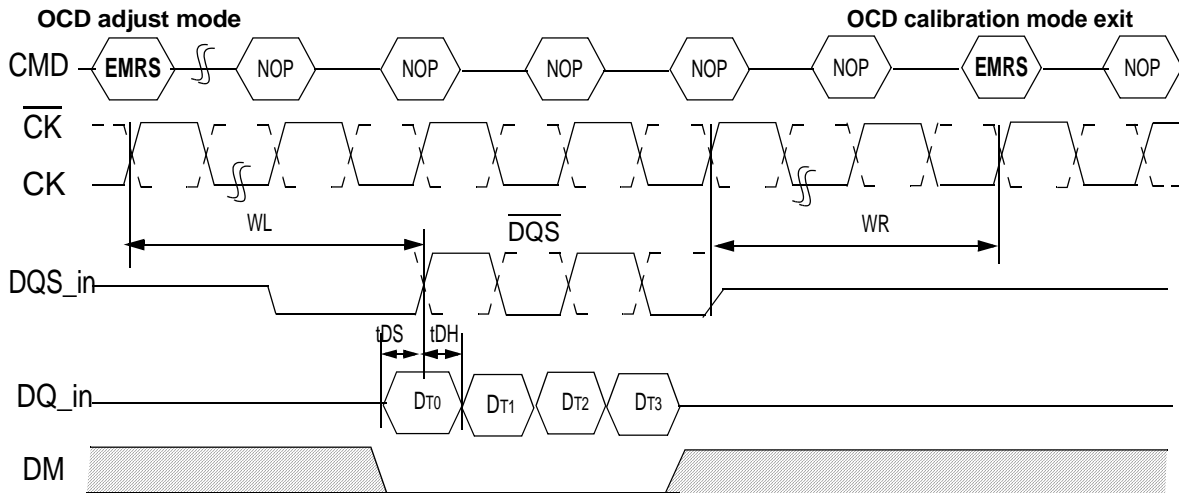 OCD adjust mode
OCD calibration mode exit
CMD EMRS NOP NOP NOP NOP NOP EMRS NOP
CK
CK
WL
DQS
WR
DQS_in
tDS tDH
DQ_in DT0 DT1 DT2 DT3
DM